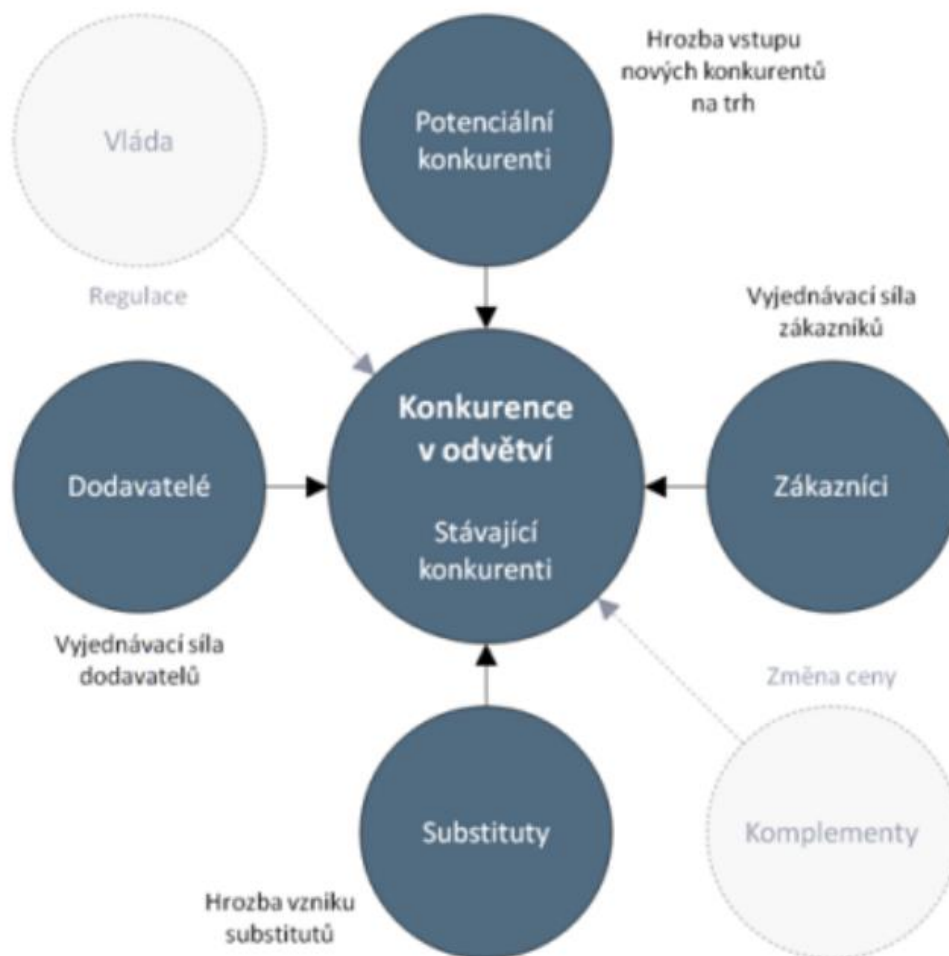 Hrozba vstupu
nových konkurentů
na trh
Potenciální
konkurenti
Vláda
Regulace
Vyjednávací síla
zákazníků
Konkurence
v odvětví
Stávající
konkurenti
Dodavatelé
Zákazníci
Vyjednávací síla
dodavatelů
Změna ceny
Substituty
Komplementy
Hrozba vzniku
substitutů